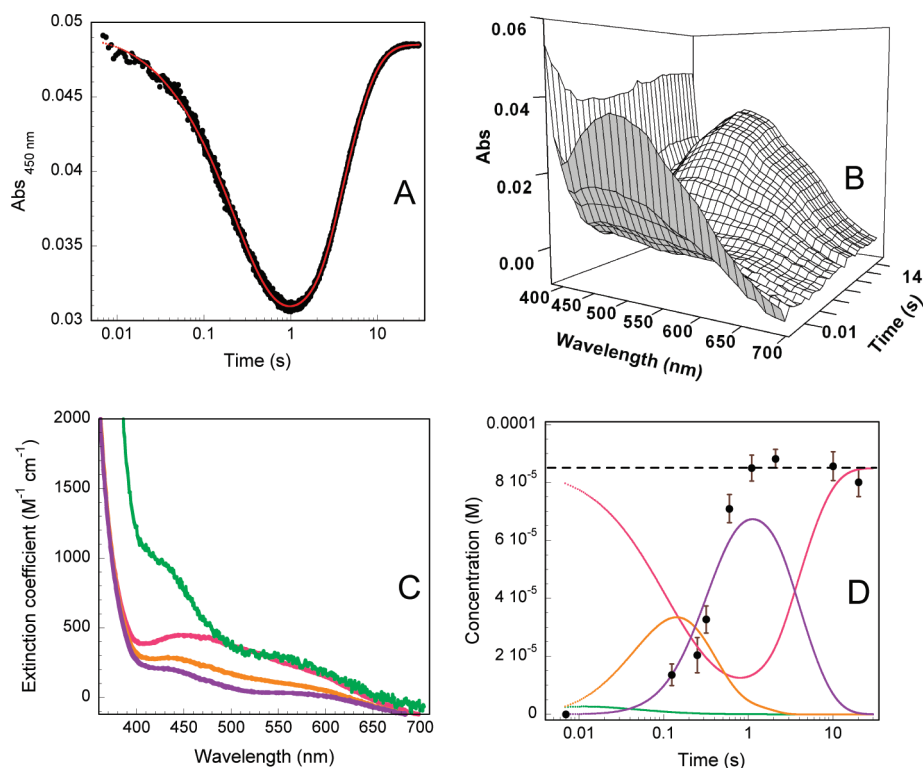 0.05
0.045
0.04
0.035
0.03
Abs 450 nm
A
0.01 0.1 1 10
Time (s)
0.06
0.04
0.02
0.00
Abs
B
400 450 500 550 600 650 700
Wavelength (nm)
0.01
14
Time (s)
2000
1500
1000
500
0
Extinction coefficient (M⁻¹ cm⁻¹)
C
400 450 500 550 600 650 700
Wavelength (nm)
0.0001
8 10⁻⁵
6 10⁻⁵
4 10⁻⁵
2 10⁻⁵
0
Concentration (M)
D
0.01 0.1 1 10
Time (s)